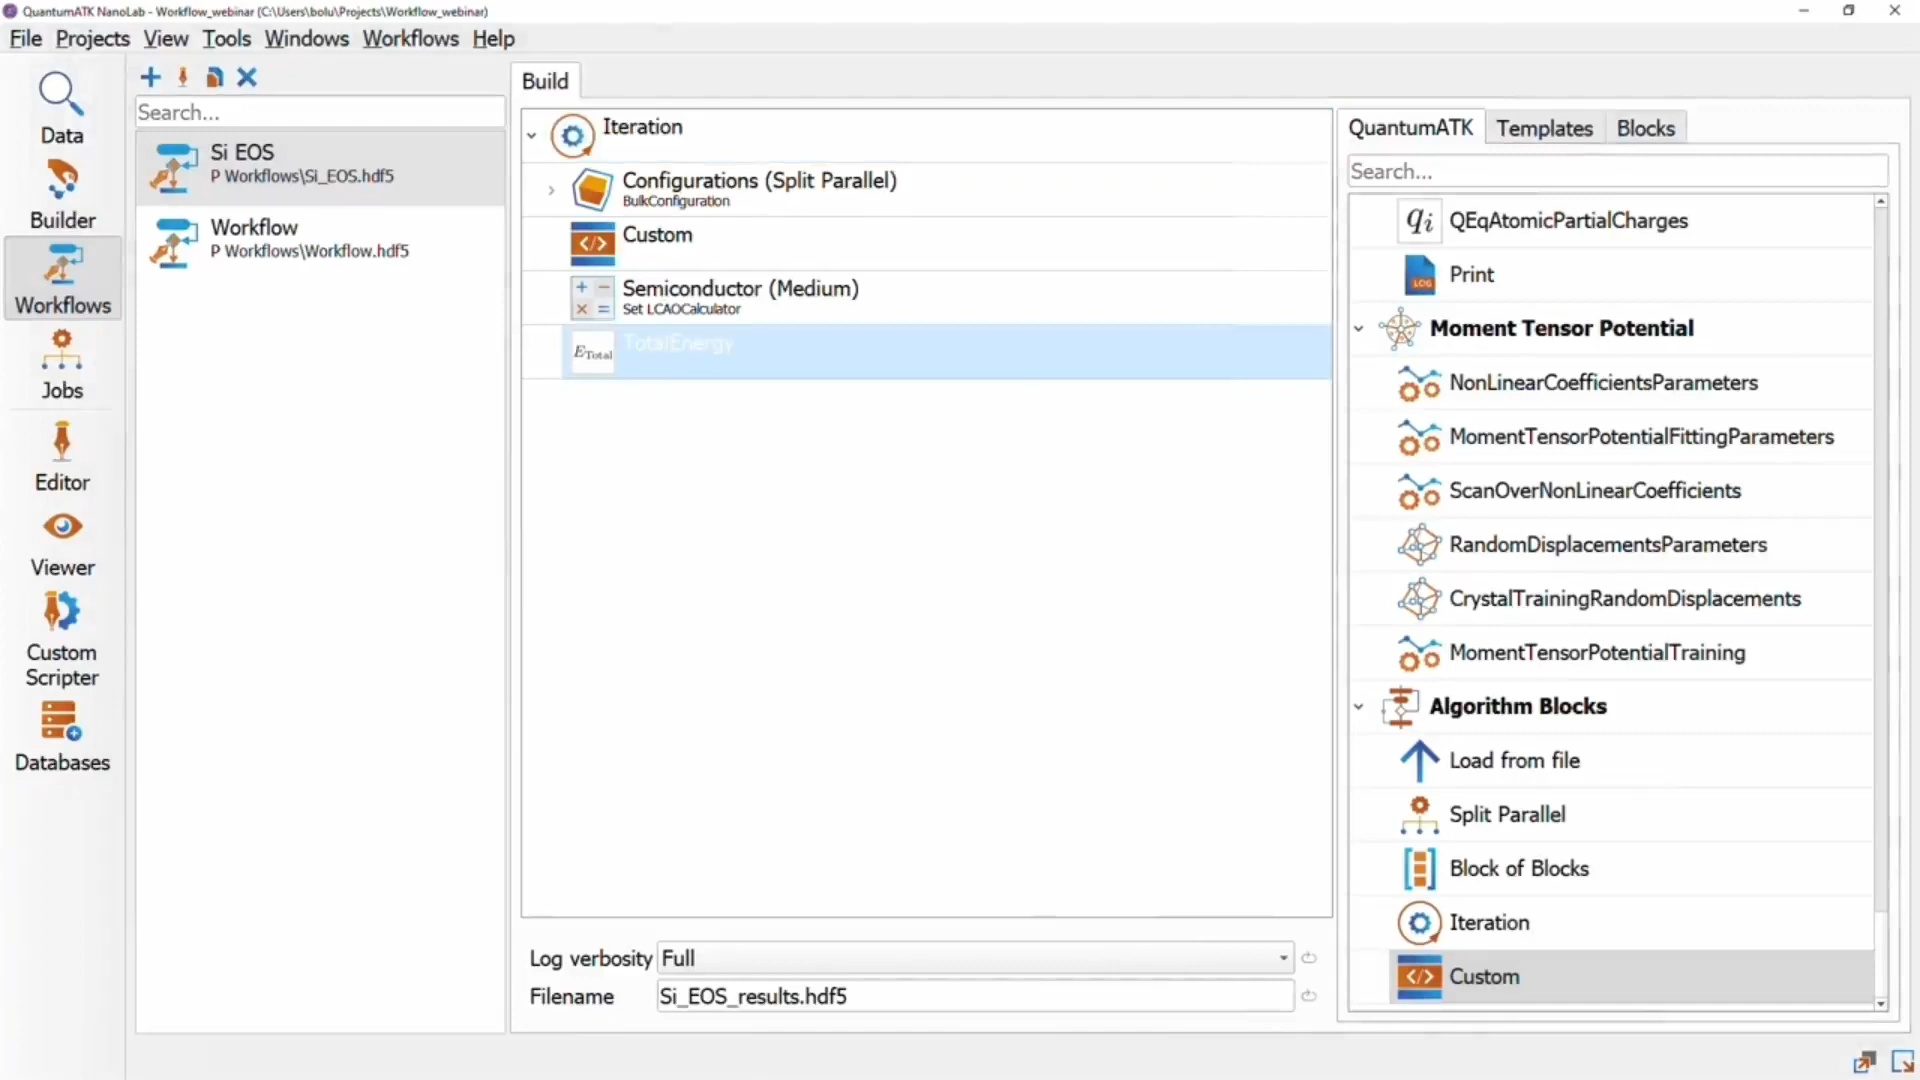 QuantumATK NanoLab - Workflow_webinar (C:\Users\bolu\Projects\Workflow_webinar)
File Projects View Tools Windows Workflows Help
Data
Builder
Workflows
Jobs
Editor
Viewer
Custom
Scripter
Databases
Search...
Si EOS
P Workflows\Si_EOS.hdf5
Workflow
P Workflows\Workflow.hdf5
Build
Iteration
Configurations (Split Parallel)
BulkConfiguration
</> Custom
Semiconductor (Medium)
Set LCAOCalculator
ETotal TotalEnergy
Log verbosity Full
Filename Si_EOS_results.hdf5
QuantumATK Templates Blocks
Search...
qi QEqAtomicPartialCharges
LOG Print
Moment Tensor Potential
NonLinearCoefficientsParameters
MomentTensorPotentialFittingParameters
ScanOverNonLinearCoefficients
RandomDisplacementsParameters
CrystalTrainingRandomDisplacements
MomentTensorPotentialTraining
Algorithm Blocks
Load from file
Split Parallel
Block of Blocks
Iteration
</> Custom